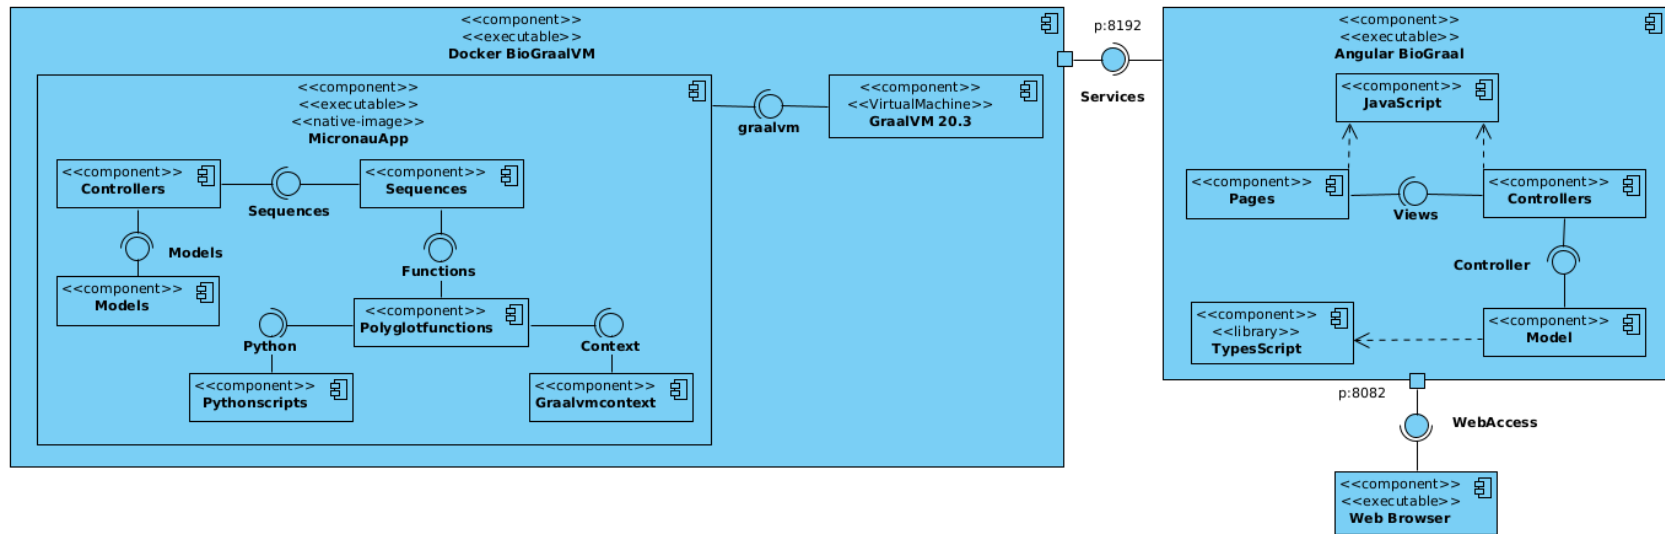 <<component>>
<<executable>>
Docker BioGraalVM
<<component>>
<<executable>>
<<native-image>>
MicronauApp
<<component>>
Controllers
Sequences
<<component>>
Sequences
Models
<<component>>
Models
Functions
<<component>>
Polyglotfunctions
Python
Context
<<component>>
Pythonscripts
<<component>>
Graalvmcontext
graalvm
<<component>>
<<VirtualMachine>>
GraalVM 20.3
p:8192
Services
<<component>>
<<executable>>
Angular BioGraal
<<component>>
JavaScript
<<component>>
Pages
Views
<<component>>
Controllers
Controller
<<component>>
<<library>>
TypesScript
<<component>>
Model
p:8082
WebAccess
<<component>>
<<executable>>
Web Browser